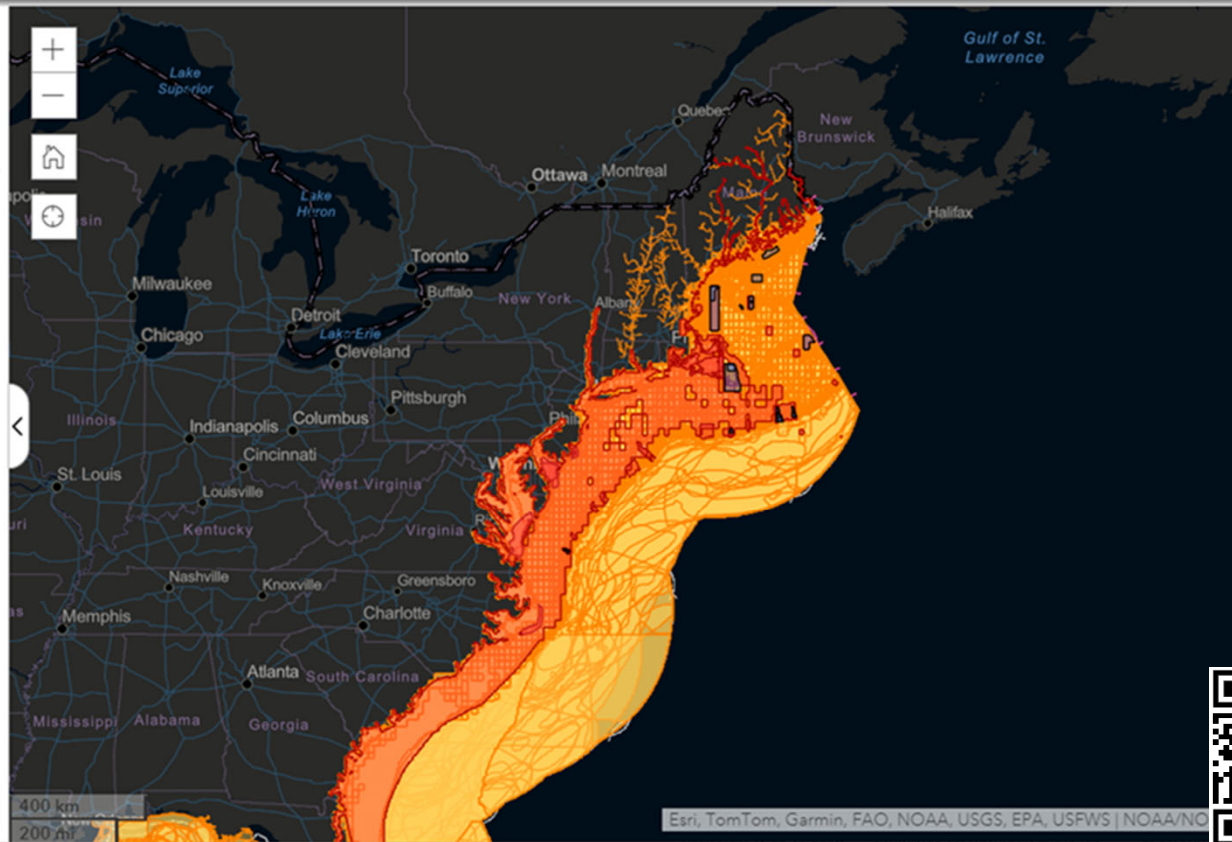 Gulf of St.
Lawrence
Lake
Superior
Quebec
New
Brunswick
Ottawa
Montreal
Lake
Huron
Halifax
Toronto
Milwaukee
Buffalo
New York
Detroit
Chicago
Lake Erie
Cleveland
Pittsburgh
Illinois
Indianapolis
Columbus
Cincinnati
St. Louis
West Virginia
Louisville
Kentucky
Virginia
Nashville
Knoxville
Greensboro
Memphis
Charlotte
Atlanta
South Carolina
Mississippi
Alabama
Georgia
400 km
200 mi
Esri, TomTom, Garmin, FAO, NOAA, USGS, EPA, USFWS | NOAA/NO